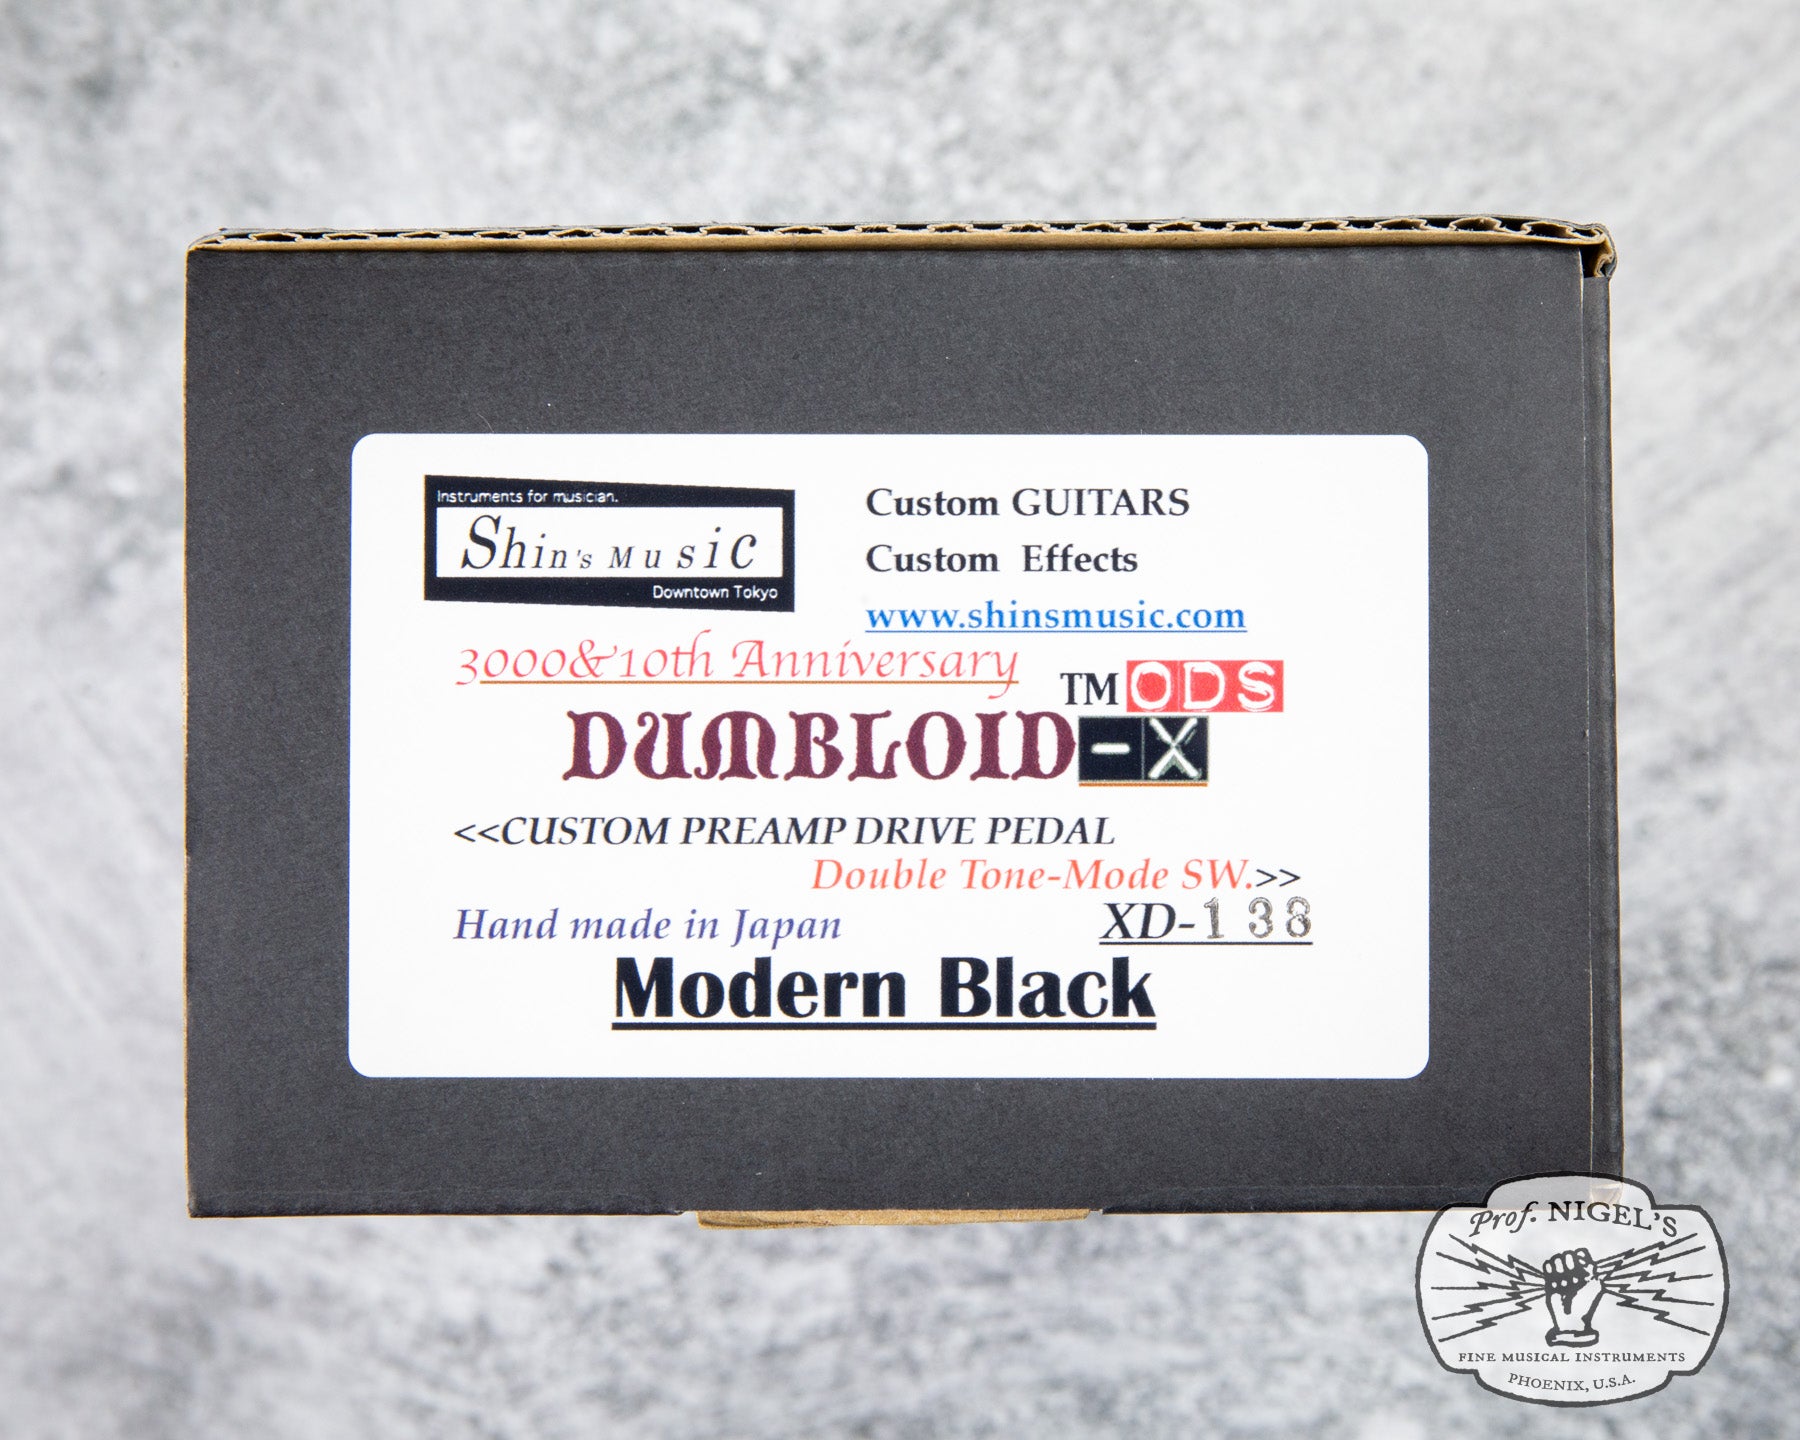 Instruments for musician.
Shin's Music
Downtown Tokyo
Custom GUITARS
Custom Effects
www.shinsmusic.com
3000&10th Anniversary
TM ODS
DUMBLOID-X
<<CUSTOM PREAMP DRIVE PEDAL
Double Tone-Mode SW.>>
Hand made in Japan
XD-138
Modern Black
Prof. NIGEL'S
FINE MUSICAL INSTRUMENTS
PHOENIX, U.S.A.